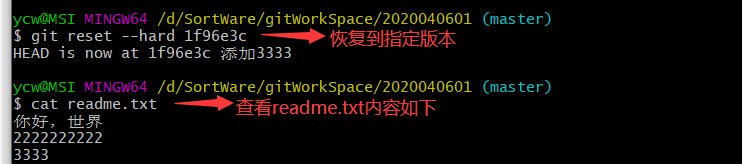 ycw@MSI MINGW64 /d/SortWare/gitWorkSpace/2020040601 (master)
$ git reset --hard 1f96e3c 恢复到指定版本
HEAD is now at 1f96e3c 添加3333
ycw@MSI MINGW64 /d/SortWare/gitWorkSpace/2020040601 (master)
$ cat readme.txt 查看readme.txt内容如下
你好，世界
2222222222
3333